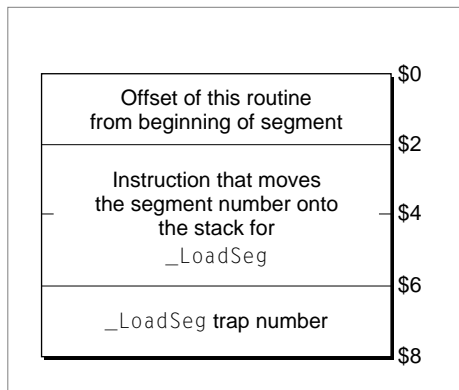 $0
Offset of this routine
from beginning of segment
$2
Instruction that moves
the segment number onto
$4
the stack for
_LoadSeg
$6
_LoadSeg trap number
$8